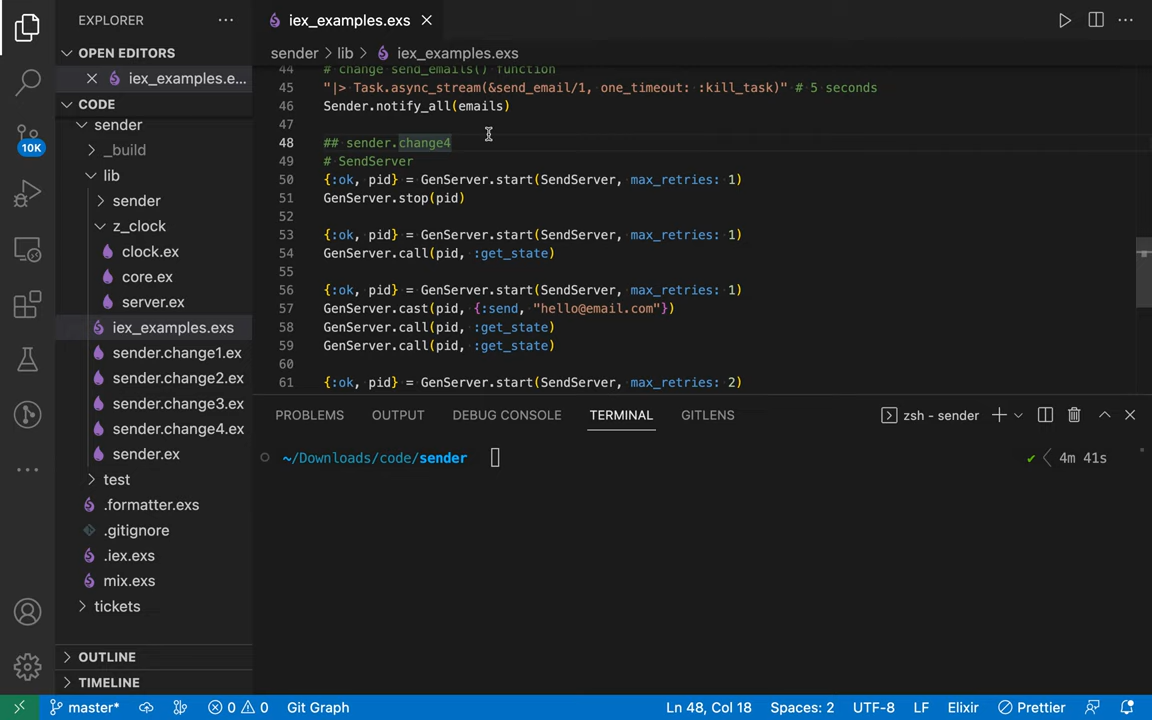 EXPLORER
OPEN EDITORS
iex_examples.e...
CODE
sender
_build
lib
sender
z_clock
clock.ex
core.ex
server.ex
iex_examples.exs
sender.change1.ex
sender.change2.ex
sender.change3.ex
sender.change4.ex
sender.ex
test
.formatter.exs
.gitignore
.iex.exs
mix.exs
tickets
OUTLINE
TIMELINE
10K
iex_examples.exs
sender > lib > iex_examples.exs
44 # change send_emails() function
45 "|> Task.async_stream(&send_email/1, one_timeout: :kill_task)" # 5 seconds
46 Sender.notify_all(emails)
47
48 ## sender.change4
49 # SendServer
50 {:ok, pid} = GenServer.start(SendServer, max_retries: 1)
51 GenServer.stop(pid)
52
53 {:ok, pid} = GenServer.start(SendServer, max_retries: 1)
54 GenServer.call(pid, :get_state)
55
56 {:ok, pid} = GenServer.start(SendServer, max_retries: 1)
57 GenServer.cast(pid, {:send, "hello@email.com"})
58 GenServer.call(pid, :get_state)
59 GenServer.call(pid, :get_state)
60
61 {:ok, pid} = GenServer.start(SendServer, max_retries: 2)
PROBLEMS OUTPUT DEBUG CONSOLE TERMINAL GITLENS zsh - sender
~/Downloads/code/sender ✔ 4m 41s
master* 0 0 Git Graph Ln 48, Col 18 Spaces: 2 UTF-8 LF Elixir Prettier